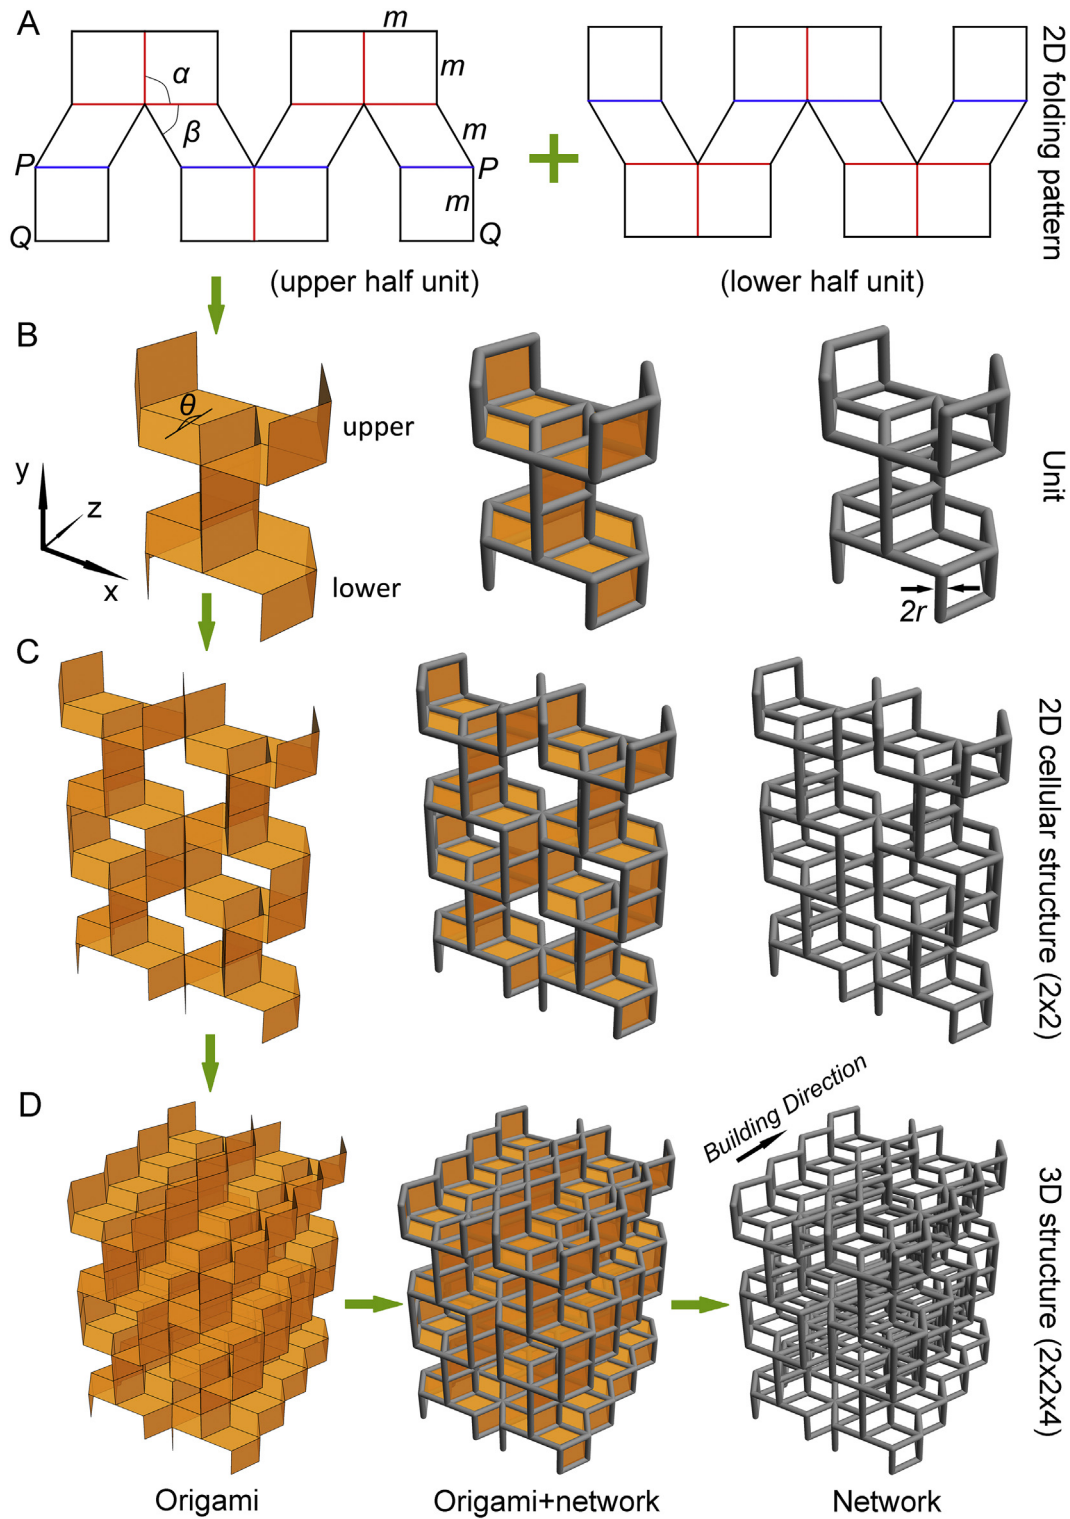 A
m
α
m
β
m
P
P
m
Q
Q
(upper half unit)
(lower half unit)
2D folding pattern
B
θ
upper
y
z
x
lower
2r
Unit
C
2D cellular structure (2x2)
D
Building Direction
3D structure (2x2x4)
Origami
Origami+network
Network